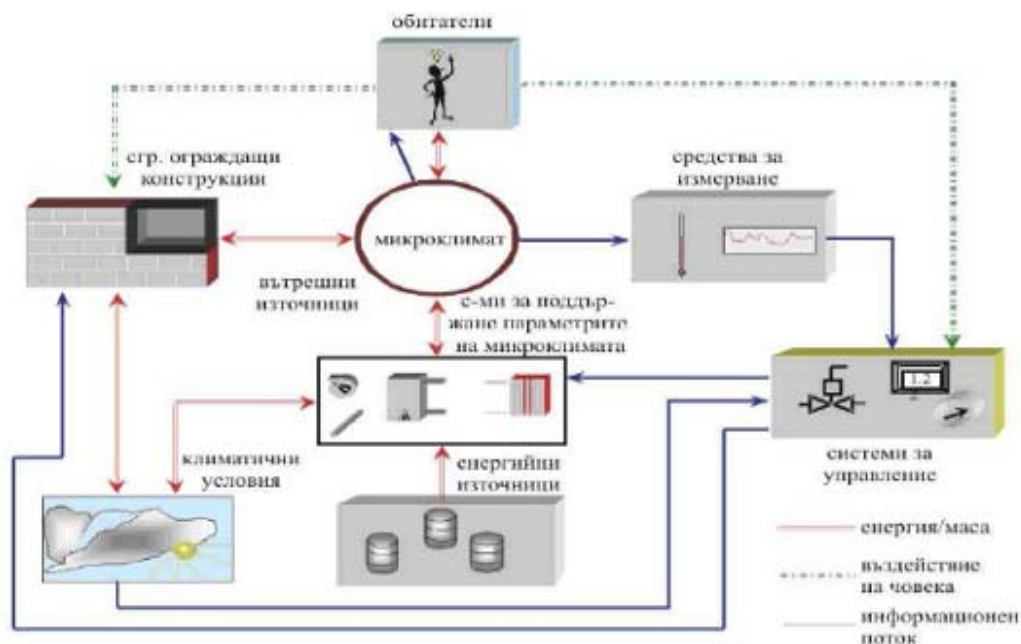 обитатели
сгр. ограждащи
конструкции
средства за
измерване
микроклимат
вътрешни
източници
с-ми за поддър-
жане параметрите
на микроклимата
1.2
климатични
условия
енергийни
източници
системи за
управление
енергия/маса
въздействие
на човека
информационен
поток